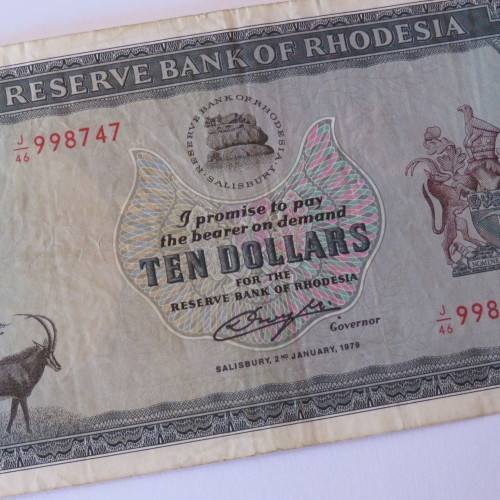 RESERVE BANK OF RHODESIA
J/46 998747
RESERVE BANK OF RHODESIA
SALISBURY
I promise to pay
the bearer on demand
TEN DOLLARS
FOR THE
RESERVE BANK OF RHODESIA
Governor
SALISBURY, 2ND JANUARY, 1979
J/46 998